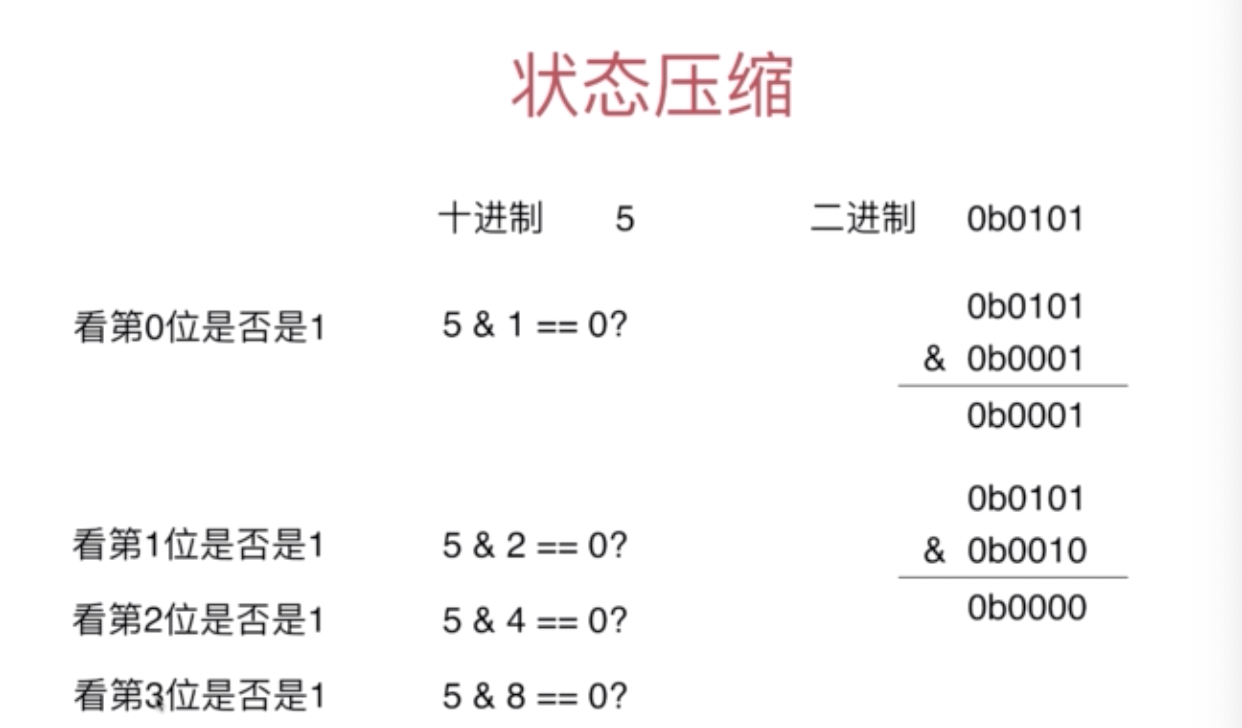 状态压缩
十进制 5 二进制 0b0101
看第0位是否是1 5 & 1 == 0?
0b0101
& 0b0001
0b0001
看第1位是否是1 5 & 2 == 0?
0b0101
& 0b0010
0b0000
看第2位是否是1 5 & 4 == 0?
看第3位是否是1 5 & 8 == 0?